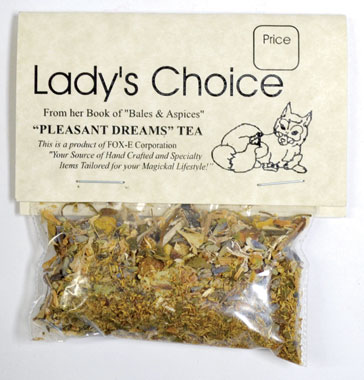 Price
Lady's Choice
From her Book of "Bales & Aspices"
“PLEASANT DREAMS” TEA
This is a product of FOX-E Corporation
"Your Source of Hand Crafted and Specialty
Items Tailored for your Magickal Lifestyle!"